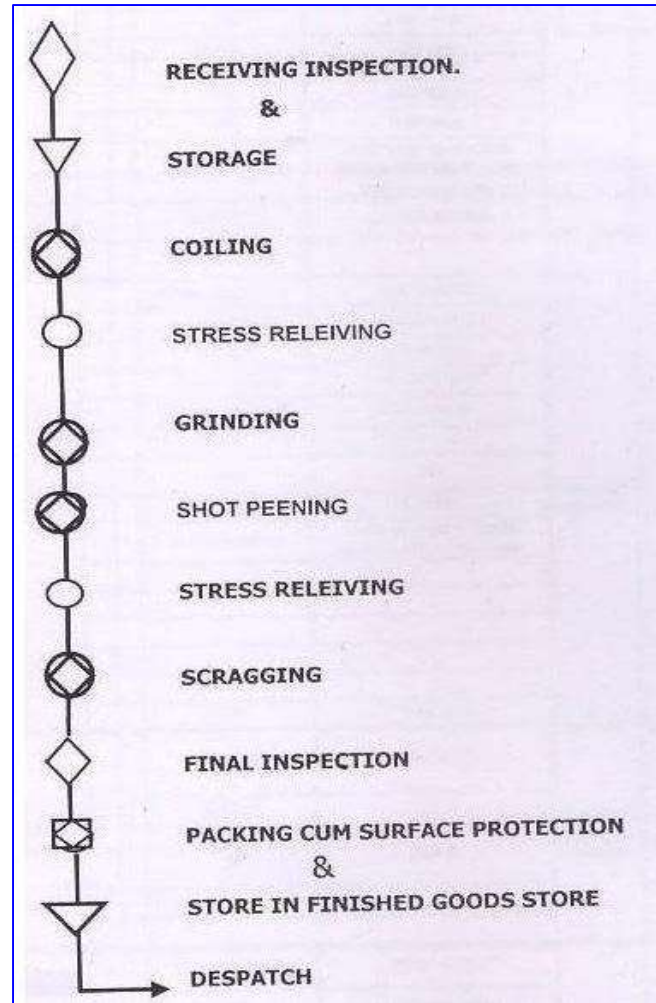 RECEIVING INSPECTION.
&
STORAGE
COILING
STRESS RELEIVING
GRINDING
SHOT PEENING
STRESS RELEIVING
SCRAGGING
FINAL INSPECTION
PACKING CUM SURFACE PROTECTION
&
STORE IN FINISHED GOODS STORE
DESPATCH